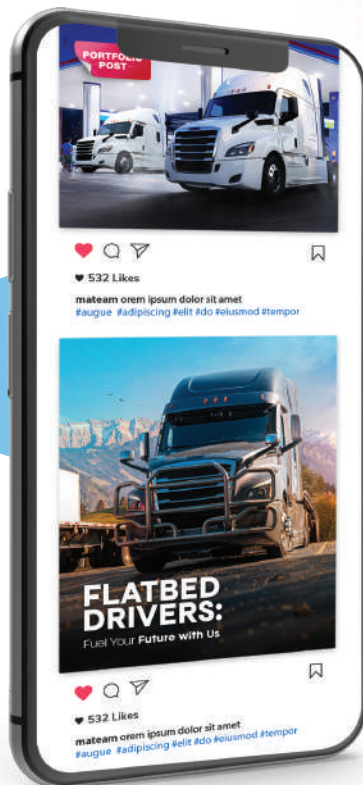 PORTFOLIO
POST
532 Likes
mateam orem ipsum dolor sit amet
#augue #adipiscing #elit #do #eiusmod #tempor
FLATBED
DRIVERS:
Fuel Your Future with Us
532 Likes
mateam orem ipsum dolor sit amet
#augue #adipiscing #elit #do #eiusmod #tempor